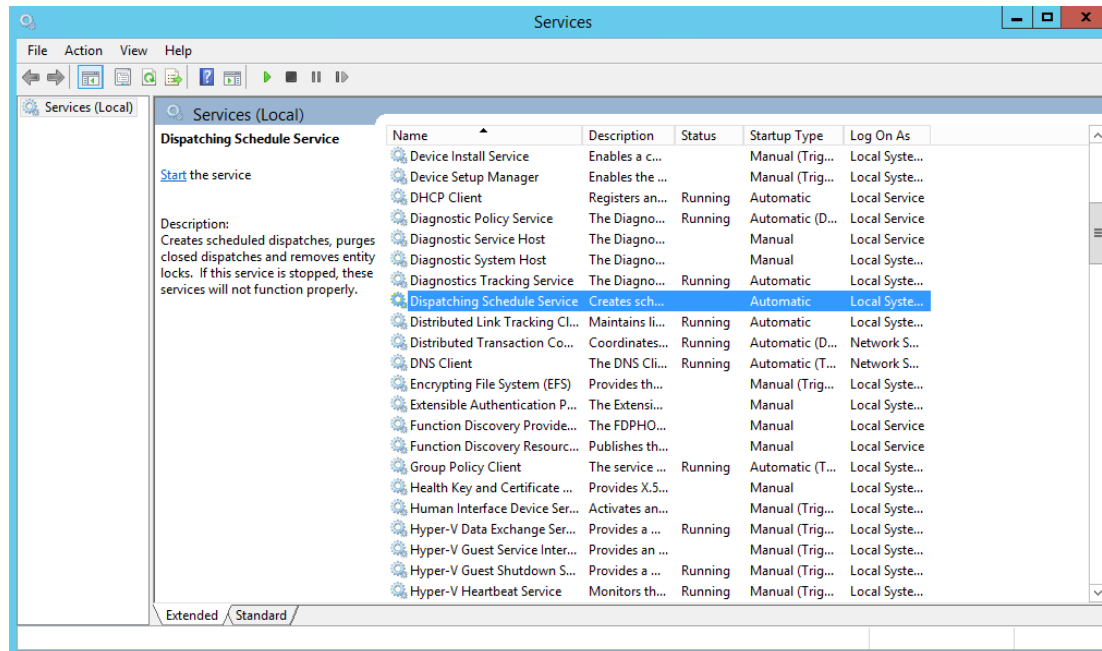 Services
File Action View Help
Services (Local)
Services (Local)
Dispatching Schedule Service
Start the service
Description:
Creates scheduled dispatches, purges
closed dispatches and removes entity
locks. If this service is stopped, these
services will not function properly.
Name Description Status Startup Type Log On As
Device Install Service Enables a c... Manual (Trig... Local Syste...
Device Setup Manager Enables the ... Manual (Trig... Local Syste...
DHCP Client Registers an... Running Automatic Local Service
Diagnostic Policy Service The Diagno... Running Automatic (D... Local Service
Diagnostic Service Host The Diagno... Manual Local Service
Diagnostic System Host The Diagno... Manual Local Syste...
Diagnostics Tracking Service The Diagno... Running Automatic Local Syste...
Dispatching Schedule Service Creates sch... Automatic Local Syste...
Distributed Link Tracking Cl... Maintains li... Running Automatic Local Syste...
Distributed Transaction Co... Coordinates... Running Automatic (D... Network S...
DNS Client The DNS Cli... Running Automatic (T... Network S...
Encrypting File System (EFS) Provides th... Manual (Trig... Local Syste...
Extensible Authentication P... The Extensi... Manual Local Syste...
Function Discovery Provide... The FDPHO... Manual Local Service
Function Discovery Resourc... Publishes th... Manual Local Service
Group Policy Client The service ... Running Automatic (T... Local Syste...
Health Key and Certificate ... Provides X.5... Manual Local Syste...
Human Interface Device Ser... Activates an... Manual (Trig... Local Syste...
Hyper-V Data Exchange Ser... Provides a ... Running Manual (Trig... Local Syste...
Hyper-V Guest Service Inter... Provides an ... Manual (Trig... Local Syste...
Hyper-V Guest Shutdown S... Provides a ... Running Manual (Trig... Local Syste...
Hyper-V Heartbeat Service Monitors th... Running Manual (Trig... Local Syste...
Extended Standard